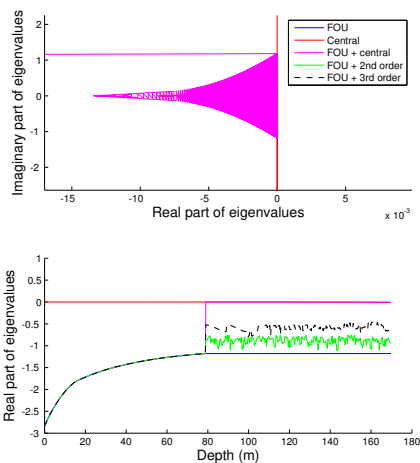 FOU
Central
FOU + central
FOU + 2nd order
FOU + 3rd order
Imaginary part of eigenvalues
2
1
0
-1
-2
-15
-10
-5
0
5
x 10⁻³
Real part of eigenvalues
Real part of eigenvalues
1
0.5
0
-0.5
-1
-1.5
-2
-2.5
-3
0
20
40
60
80
100
120
140
160
180
Depth (m)